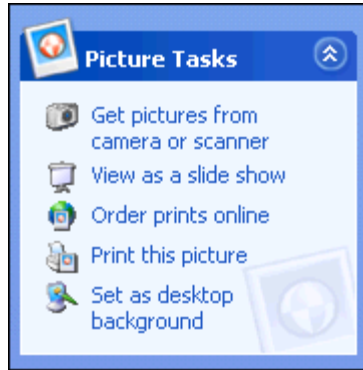 Picture Tasks
Get pictures from
camera or scanner
View as a slide show
Order prints online
Print this picture
Set as desktop
background